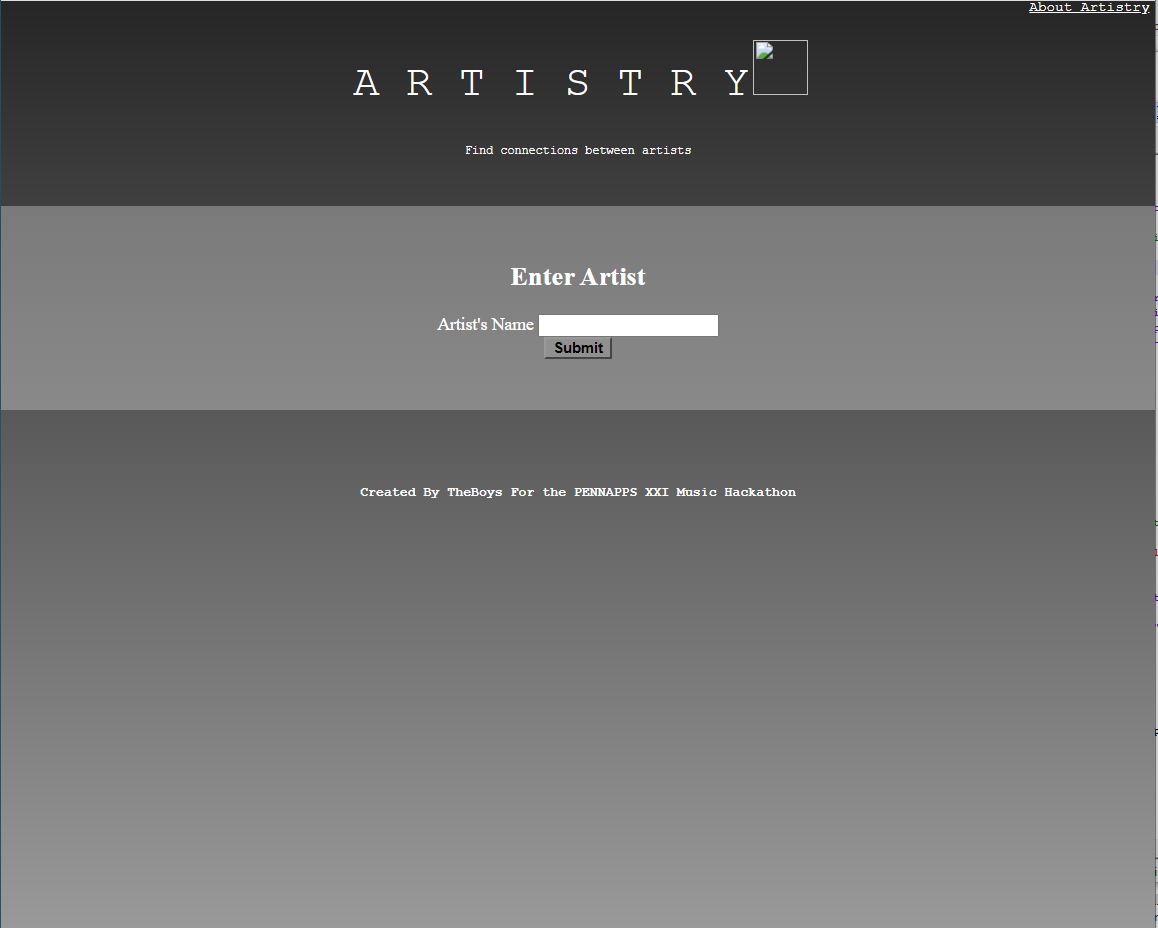 About Artistry
A R T I S T R Y
Find connections between artists
Enter Artist
Artist's Name
Submit
Created By TheBoys For the PENNAPPS XXI Music Hackathon